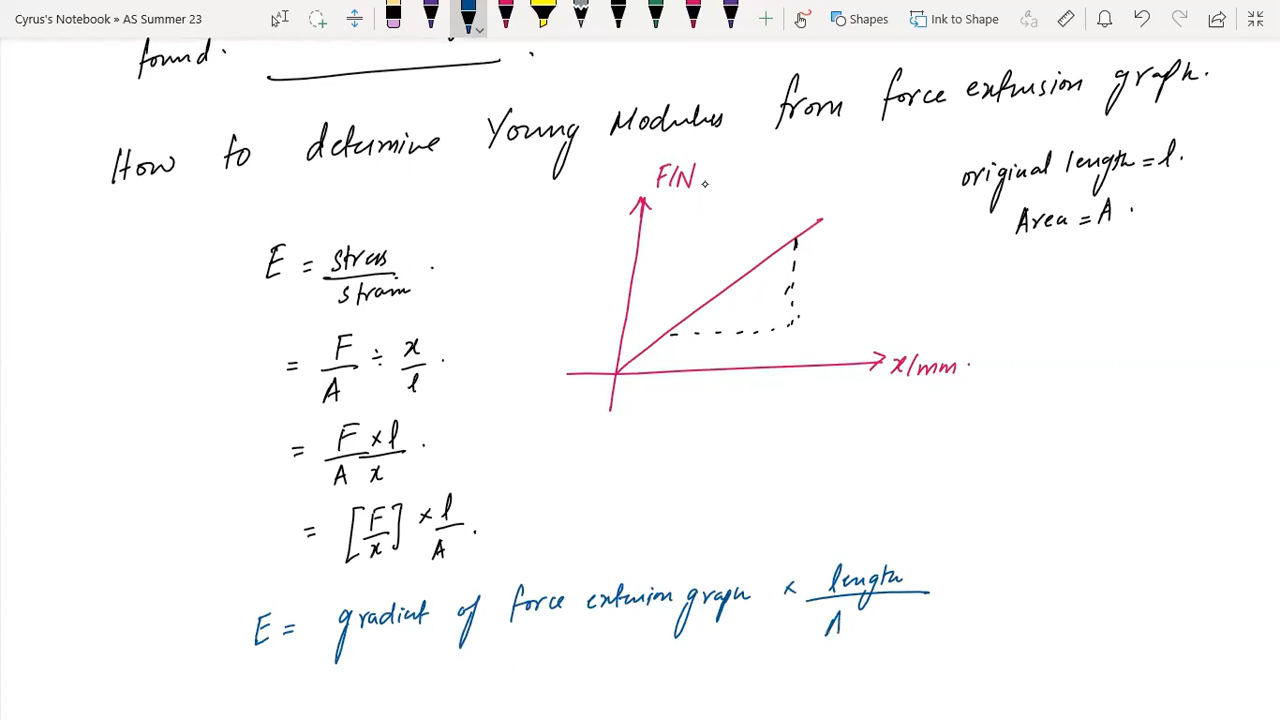 Cyrus's Notebook » AS Summer 23
Shapes
Ink to Shape
found.
How to determine Young Modulus from force extension graph.
original length = l.
Area = A.
F/N
x/mm.
E = stress / strain.
= F/A ÷ x/l.
= F/A × l/x.
= [F/x] × l/A.
E = gradient of force extension graph × length / A